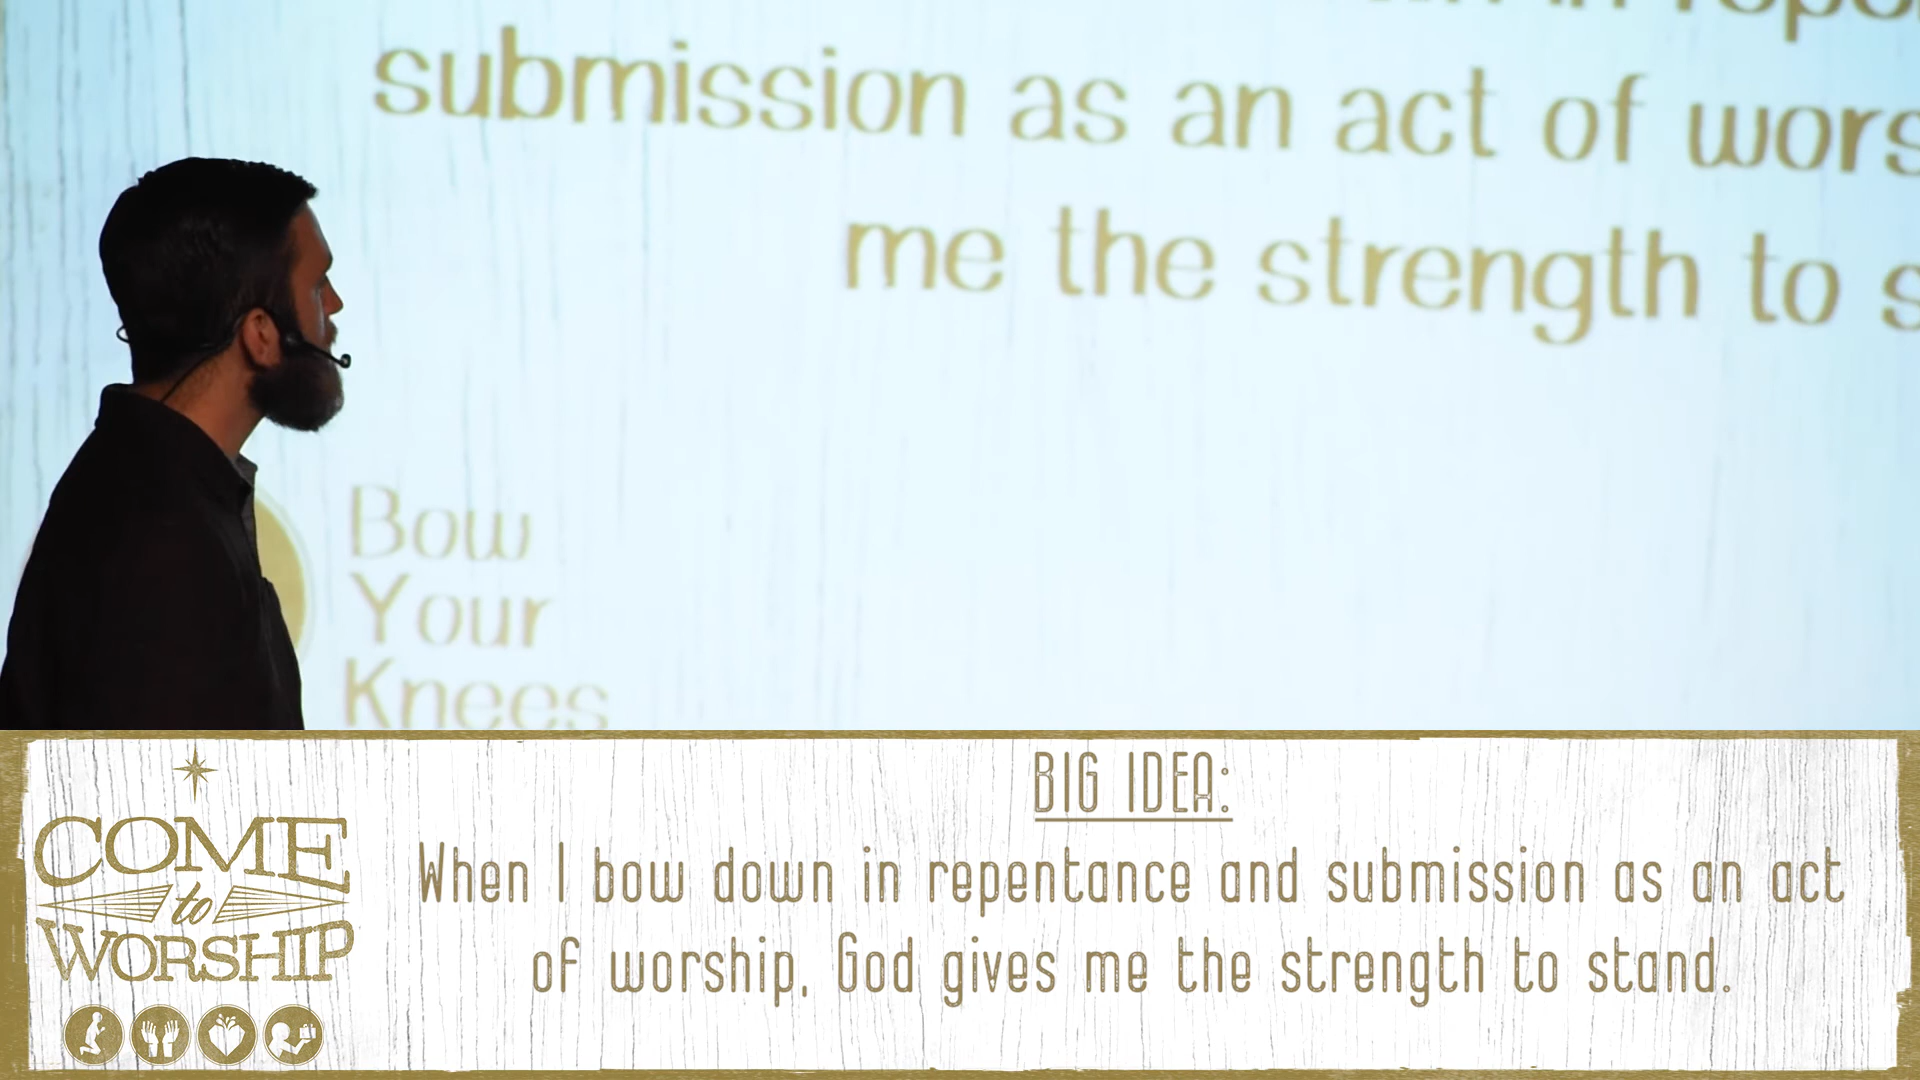 submission as an act of
me the strength to
Bow
Your
Knees
COME
to
WORSHIP
BIG IDEA:
When I bow down in repentance and submission as an act
of worship, God gives me the strength to stand.